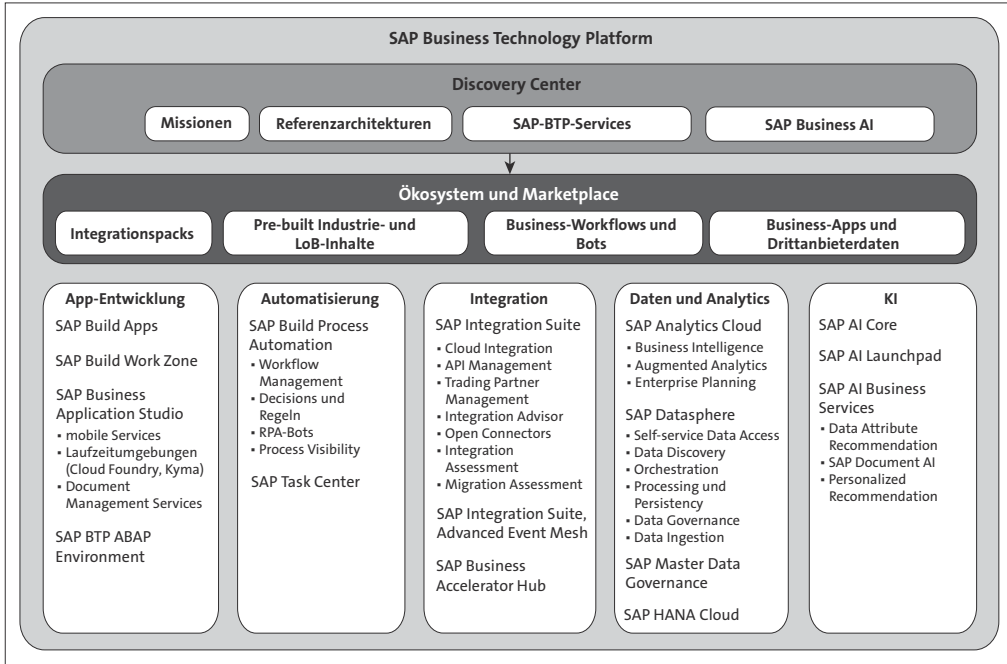 SAP Business Technology Platform
Discovery Center
Missionen
Referenzarchitekturen
SAP-BTP-Services
SAP Business AI
Ökosystem und Marketplace
Integrationspacks
Pre-built Industrie- und
LoB-Inhalte
Business-Workflows und
Bots
Business-Apps und
Drittanbieterdaten
App-Entwicklung
SAP Build Apps
SAP Build Work Zone
SAP Business
Application Studio
▪ mobile Services
▪ Laufzeitumgebungen
(Cloud Foundry, Kyma)
▪ Document
Management Services
SAP BTP ABAP
Environment
Automatisierung
SAP Build Process
Automation
▪ Workflow
Management
▪ Decisions und
Regeln
▪ RPA-Bots
▪ Process Visibility
SAP Task Center
Integration
SAP Integration Suite
▪ Cloud Integration
▪ API Management
▪ Trading Partner
Management
▪ Integration Advisor
▪ Open Connectors
▪ Integration
Assessment
▪ Migration Assessment
SAP Integration Suite,
Advanced Event Mesh
SAP Business
Accelerator Hub
Daten und Analytics
SAP Analytics Cloud
▪ Business Intelligence
▪ Augmented Analytics
▪ Enterprise Planning
SAP Datasphere
▪ Self-service Data Access
▪ Data Discovery
▪ Orchestration
▪ Processing und
Persistency
▪ Data Governance
▪ Data Ingestion
SAP Master Data
Governance
SAP HANA Cloud
KI
SAP AI Core
SAP AI Launchpad
SAP AI Business
Services
▪ Data Attribute
Recommendation
▪ SAP Document AI
▪ Personalized
Recommendation